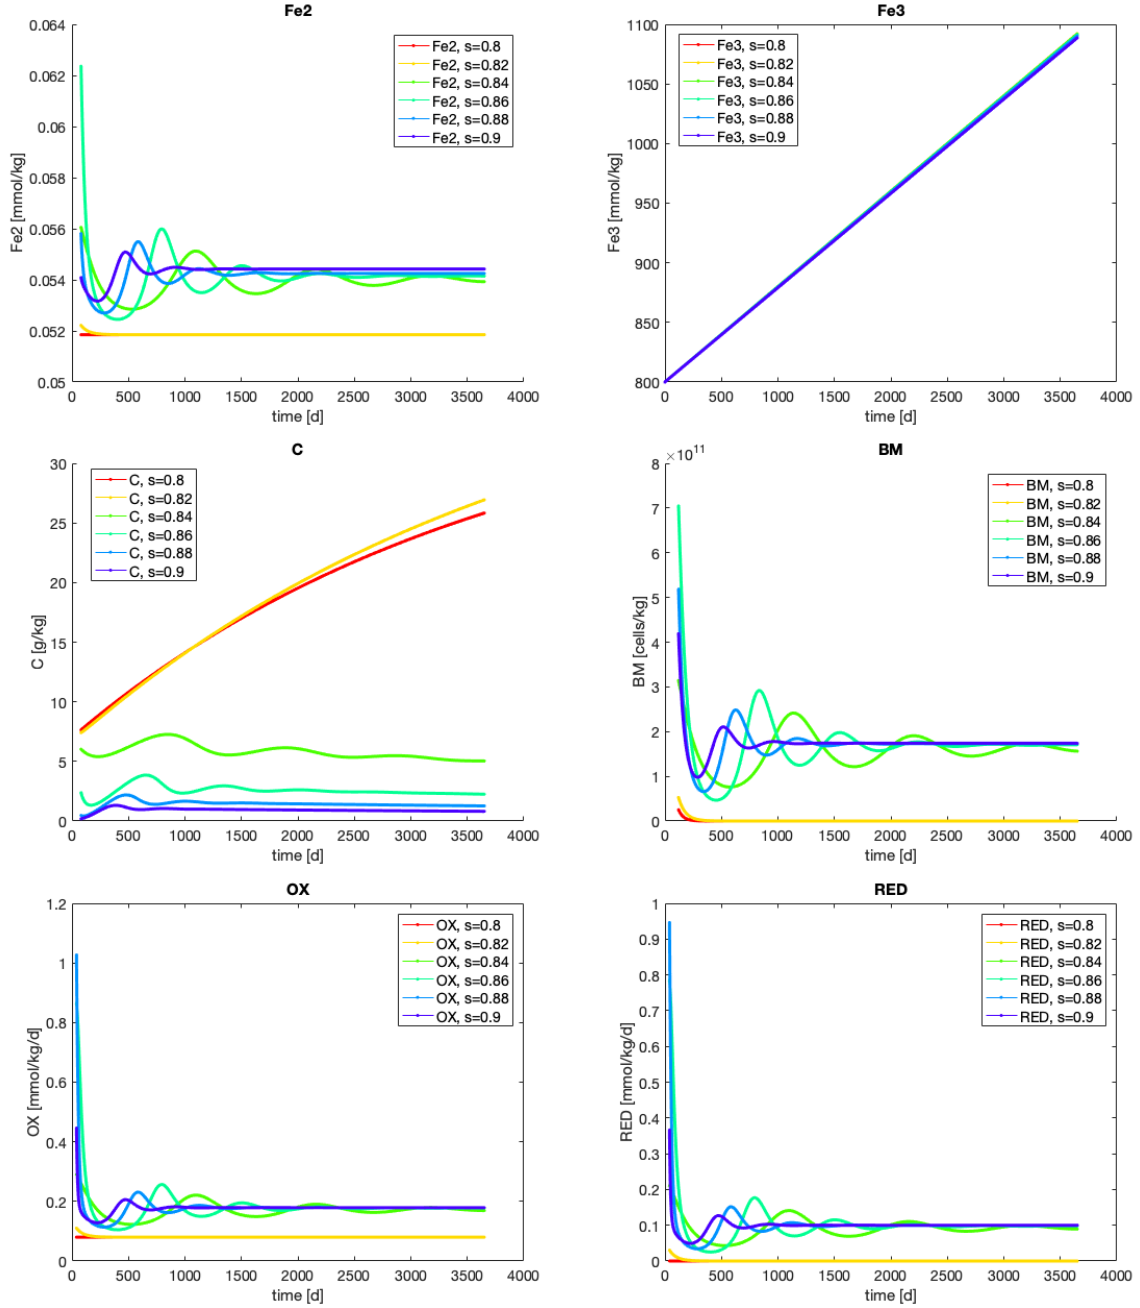 Fe2
0.064
0.062
0.06
0.058
0.056
0.054
0.052
0.05
Fe2 [mmol/kg]
Fe2, s=0.8
Fe2, s=0.82
Fe2, s=0.84
Fe2, s=0.86
Fe2, s=0.88
Fe2, s=0.9
0 500 1000 1500 2000 2500 3000 3500 4000
time [d]
Fe3
1100
1050
1000
950
900
850
800
Fe3 [mmol/kg]
Fe3, s=0.8
Fe3, s=0.82
Fe3, s=0.84
Fe3, s=0.86
Fe3, s=0.88
Fe3, s=0.9
0 500 1000 1500 2000 2500 3000 3500 4000
time [d]
C
30
25
20
15
10
5
0
C [g/kg]
C, s=0.8
C, s=0.82
C, s=0.84
C, s=0.86
C, s=0.88
C, s=0.9
0 500 1000 1500 2000 2500 3000 3500 4000
time [d]
BM
×10^11
8
7
6
5
4
3
2
1
0
BM [cells/kg]
BM, s=0.8
BM, s=0.82
BM, s=0.84
BM, s=0.86
BM, s=0.88
BM, s=0.9
0 500 1000 1500 2000 2500 3000 3500 4000
time [d]
OX
1.2
1
0.8
0.6
0.4
0.2
0
OX [mmol/kg/d]
OX, s=0.8
OX, s=0.82
OX, s=0.84
OX, s=0.86
OX, s=0.88
OX, s=0.9
0 500 1000 1500 2000 2500 3000 3500 4000
time [d]
RED
1
0.9
0.8
0.7
0.6
0.5
0.4
0.3
0.2
0.1
0
RED [mmol/kg/d]
RED, s=0.8
RED, s=0.82
RED, s=0.84
RED, s=0.86
RED, s=0.88
RED, s=0.9
0 500 1000 1500 2000 2500 3000 3500 4000
time [d]